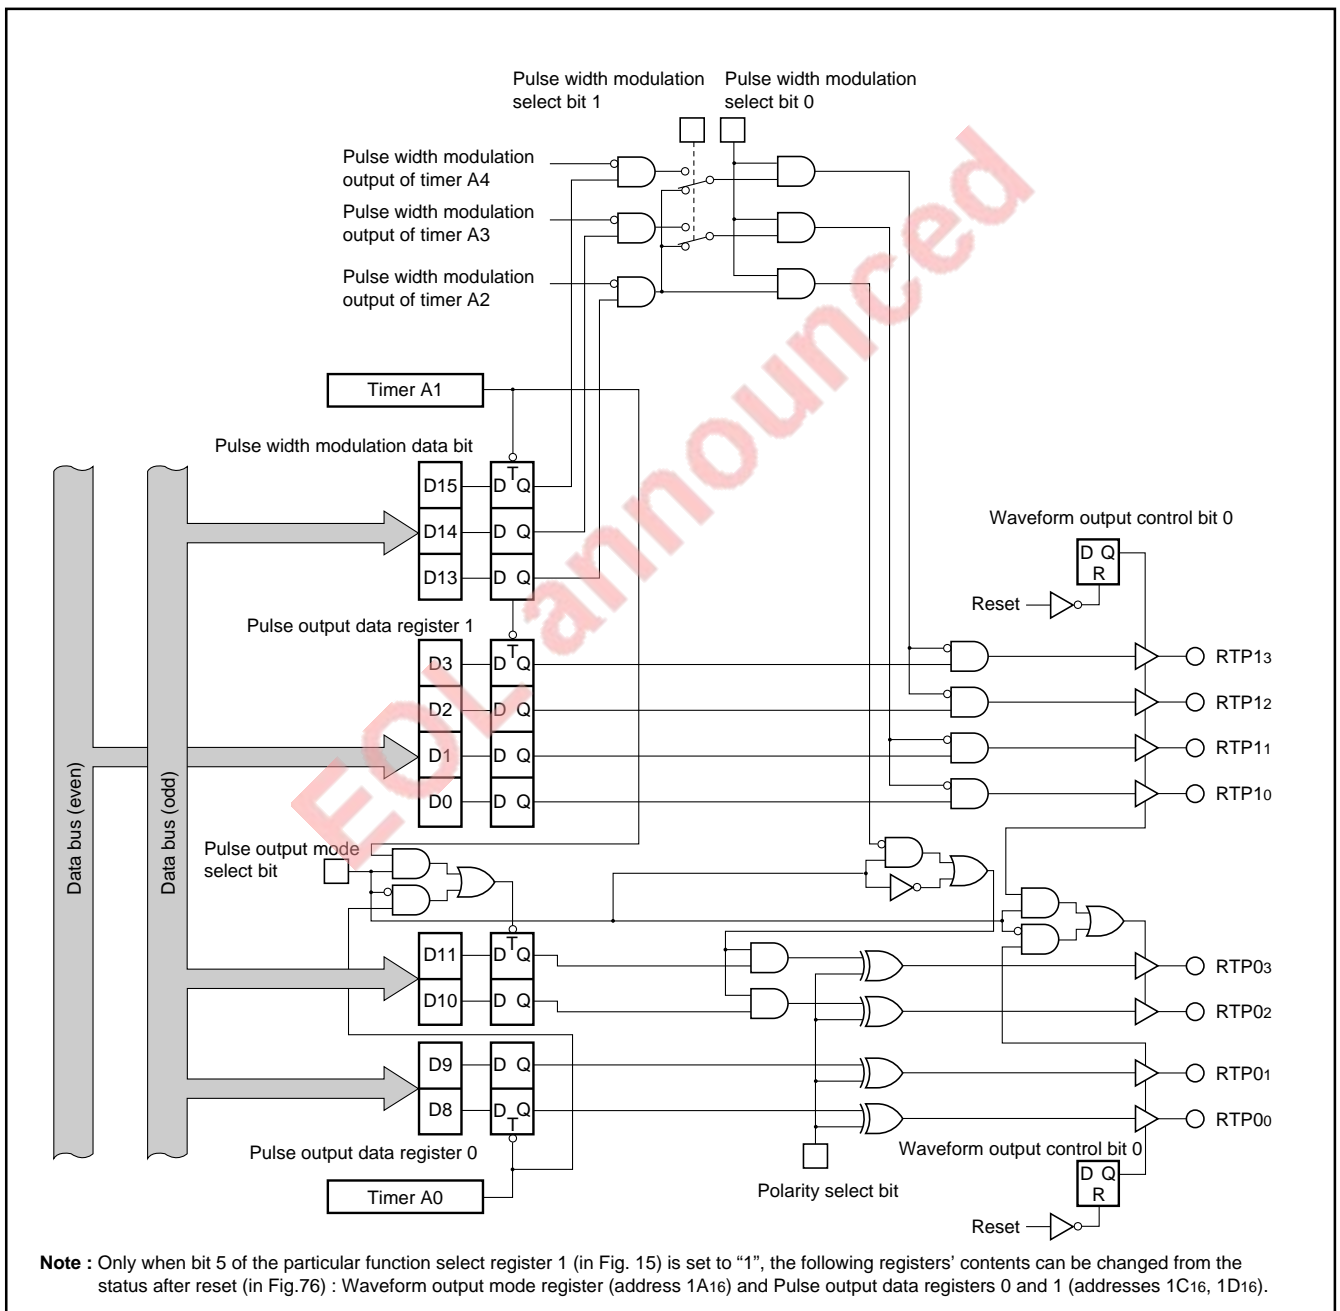 Pulse width modulation
select bit 1
Pulse width modulation
select bit 0
Pulse width modulation
output of timer A4
Pulse width modulation
output of timer A3
Pulse width modulation
output of timer A2
Timer A1
Pulse width modulation data bit
D15
D T Q
D14
D Q
D13
D Q
Waveform output control bit 0
D Q
R
Reset
Pulse output data register 1
D3
D T Q
RTP13
D2
D Q
RTP12
D1
D Q
RTP11
D0
D Q
RTP10
Data bus (even)
Data bus (odd)
Pulse output mode
select bit
D11
D T Q
RTP03
D10
D Q
RTP02
D9
D Q
RTP01
D8
D Q
T
RTP00
Pulse output data register 0
Waveform output control bit 0
D Q
R
Polarity select bit
Timer A0
Reset
EOL announced
Note : Only when bit 5 of the particular function select register 1 (in Fig. 15) is set to “1”, the following registers’ contents can be changed from the
status after reset (in Fig.76) : Waveform output mode register (address 1A16) and Pulse output data registers 0 and 1 (addresses 1C16, 1D16).